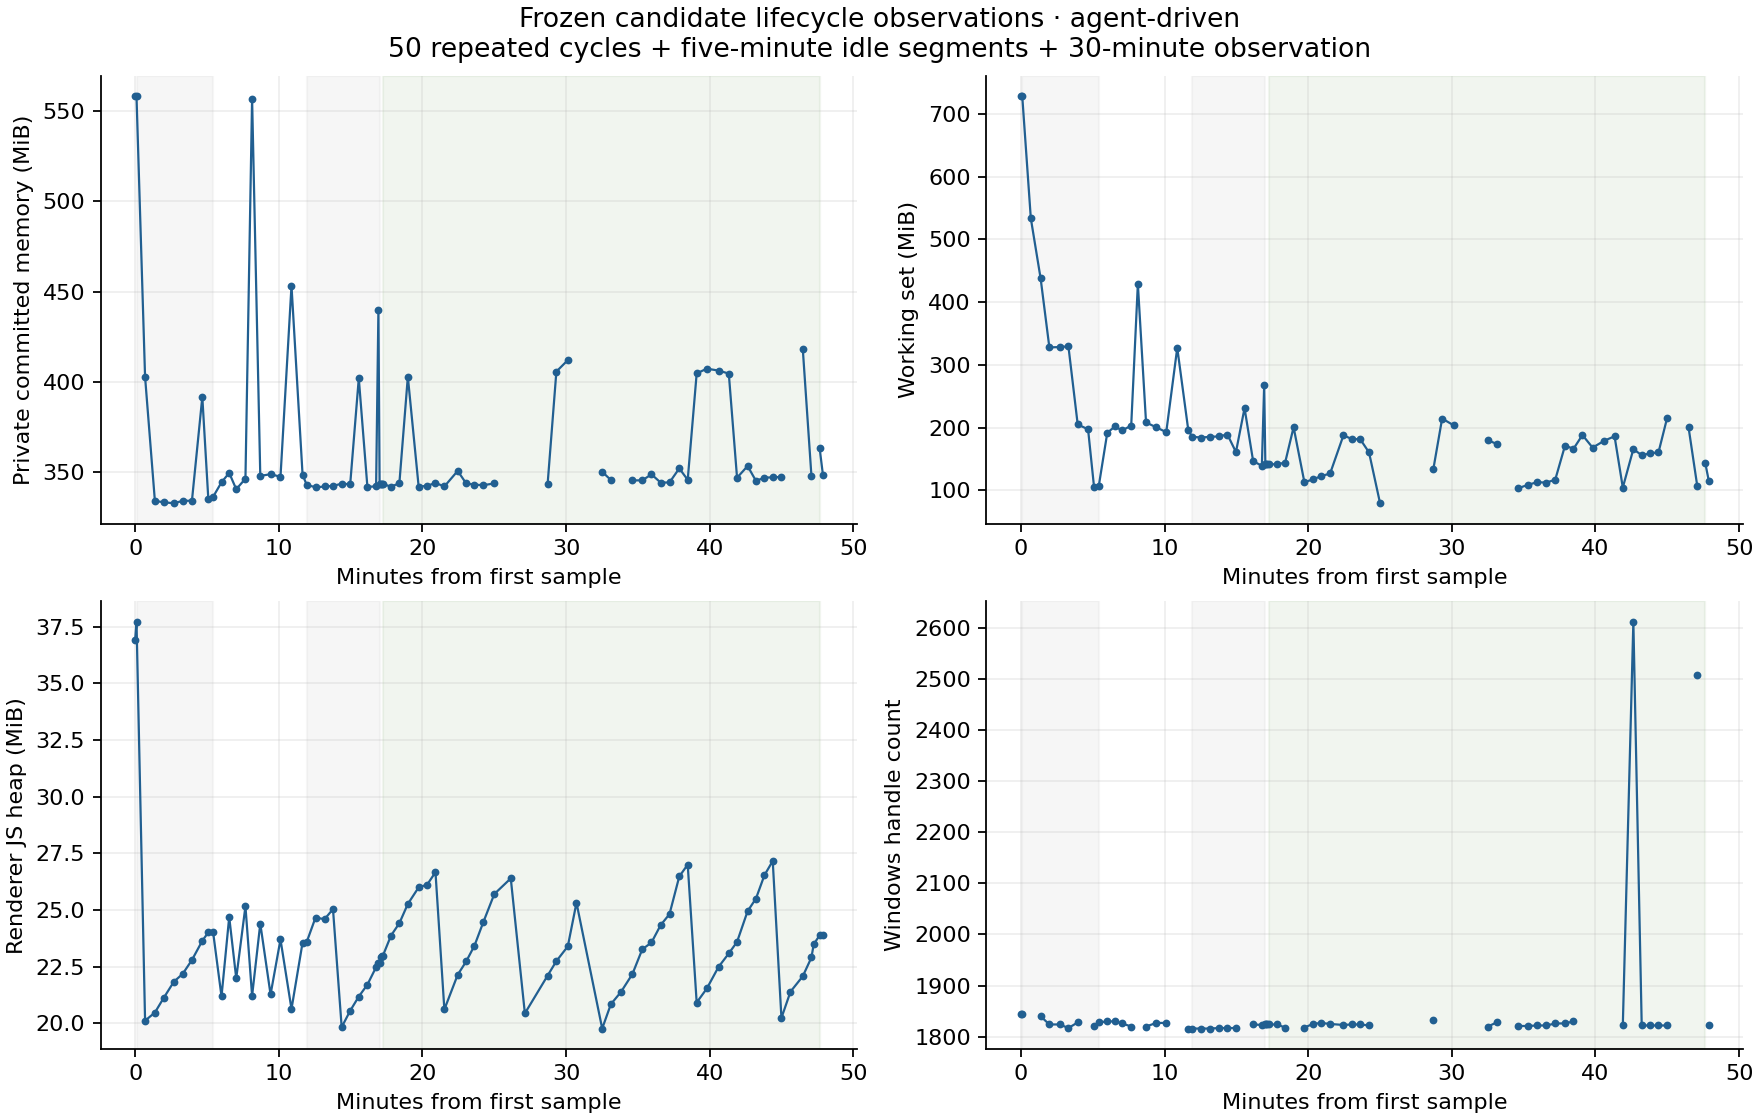 Frozen candidate lifecycle observations · agent-driven
50 repeated cycles + five-minute idle segments + 30-minute observation
Private committed memory (MiB)
550
500
450
400
350
0 10 20 30 40 50
Minutes from first sample
Working set (MiB)
700
600
500
400
300
200
100
0 10 20 30 40 50
Minutes from first sample
Renderer JS heap (MiB)
37.5
35.0
32.5
30.0
27.5
25.0
22.5
20.0
0 10 20 30 40 50
Minutes from first sample
Windows handle count
2600
2500
2400
2300
2200
2100
2000
1900
1800
0 10 20 30 40 50
Minutes from first sample